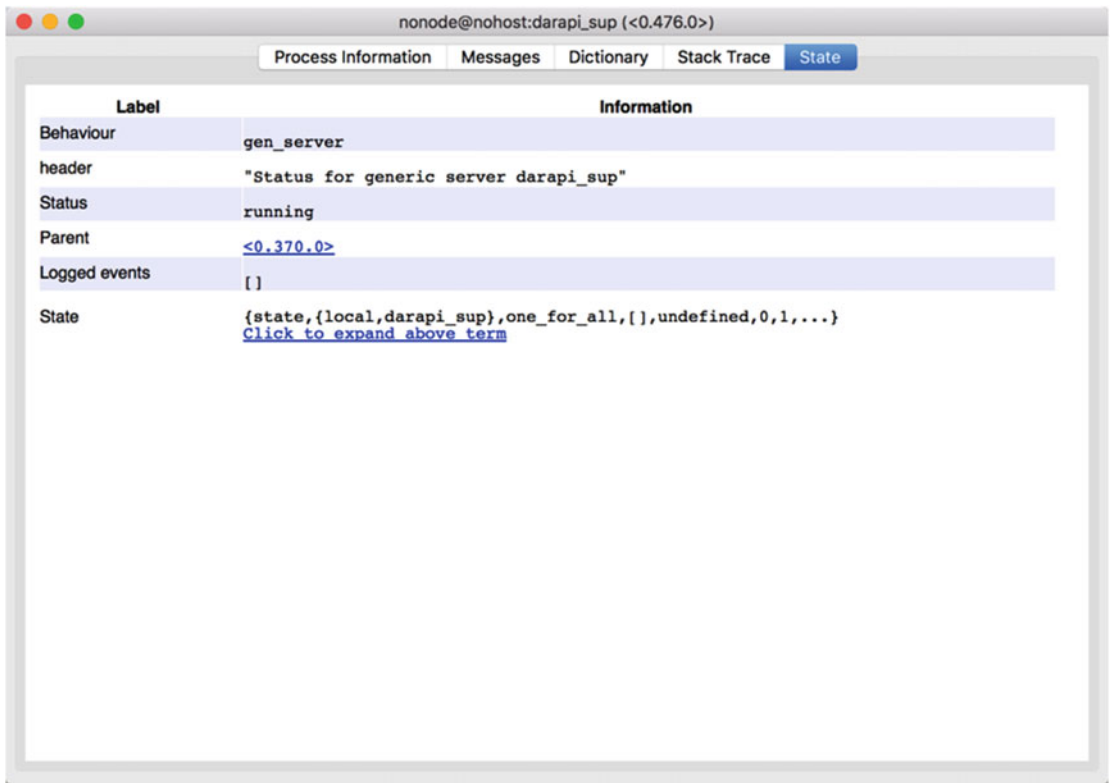 nonode@nohost:darapi_sup (<0.476.0>)
Process Information Messages Dictionary Stack Trace State
Label Information
Behaviour gen_server
header "Status for generic server darapi_sup"
Status running
Parent <0.370.0>
Logged events []
State {state,{local,darapi_sup},one_for_all,[],undefined,0,1,...}
Click to expand above term